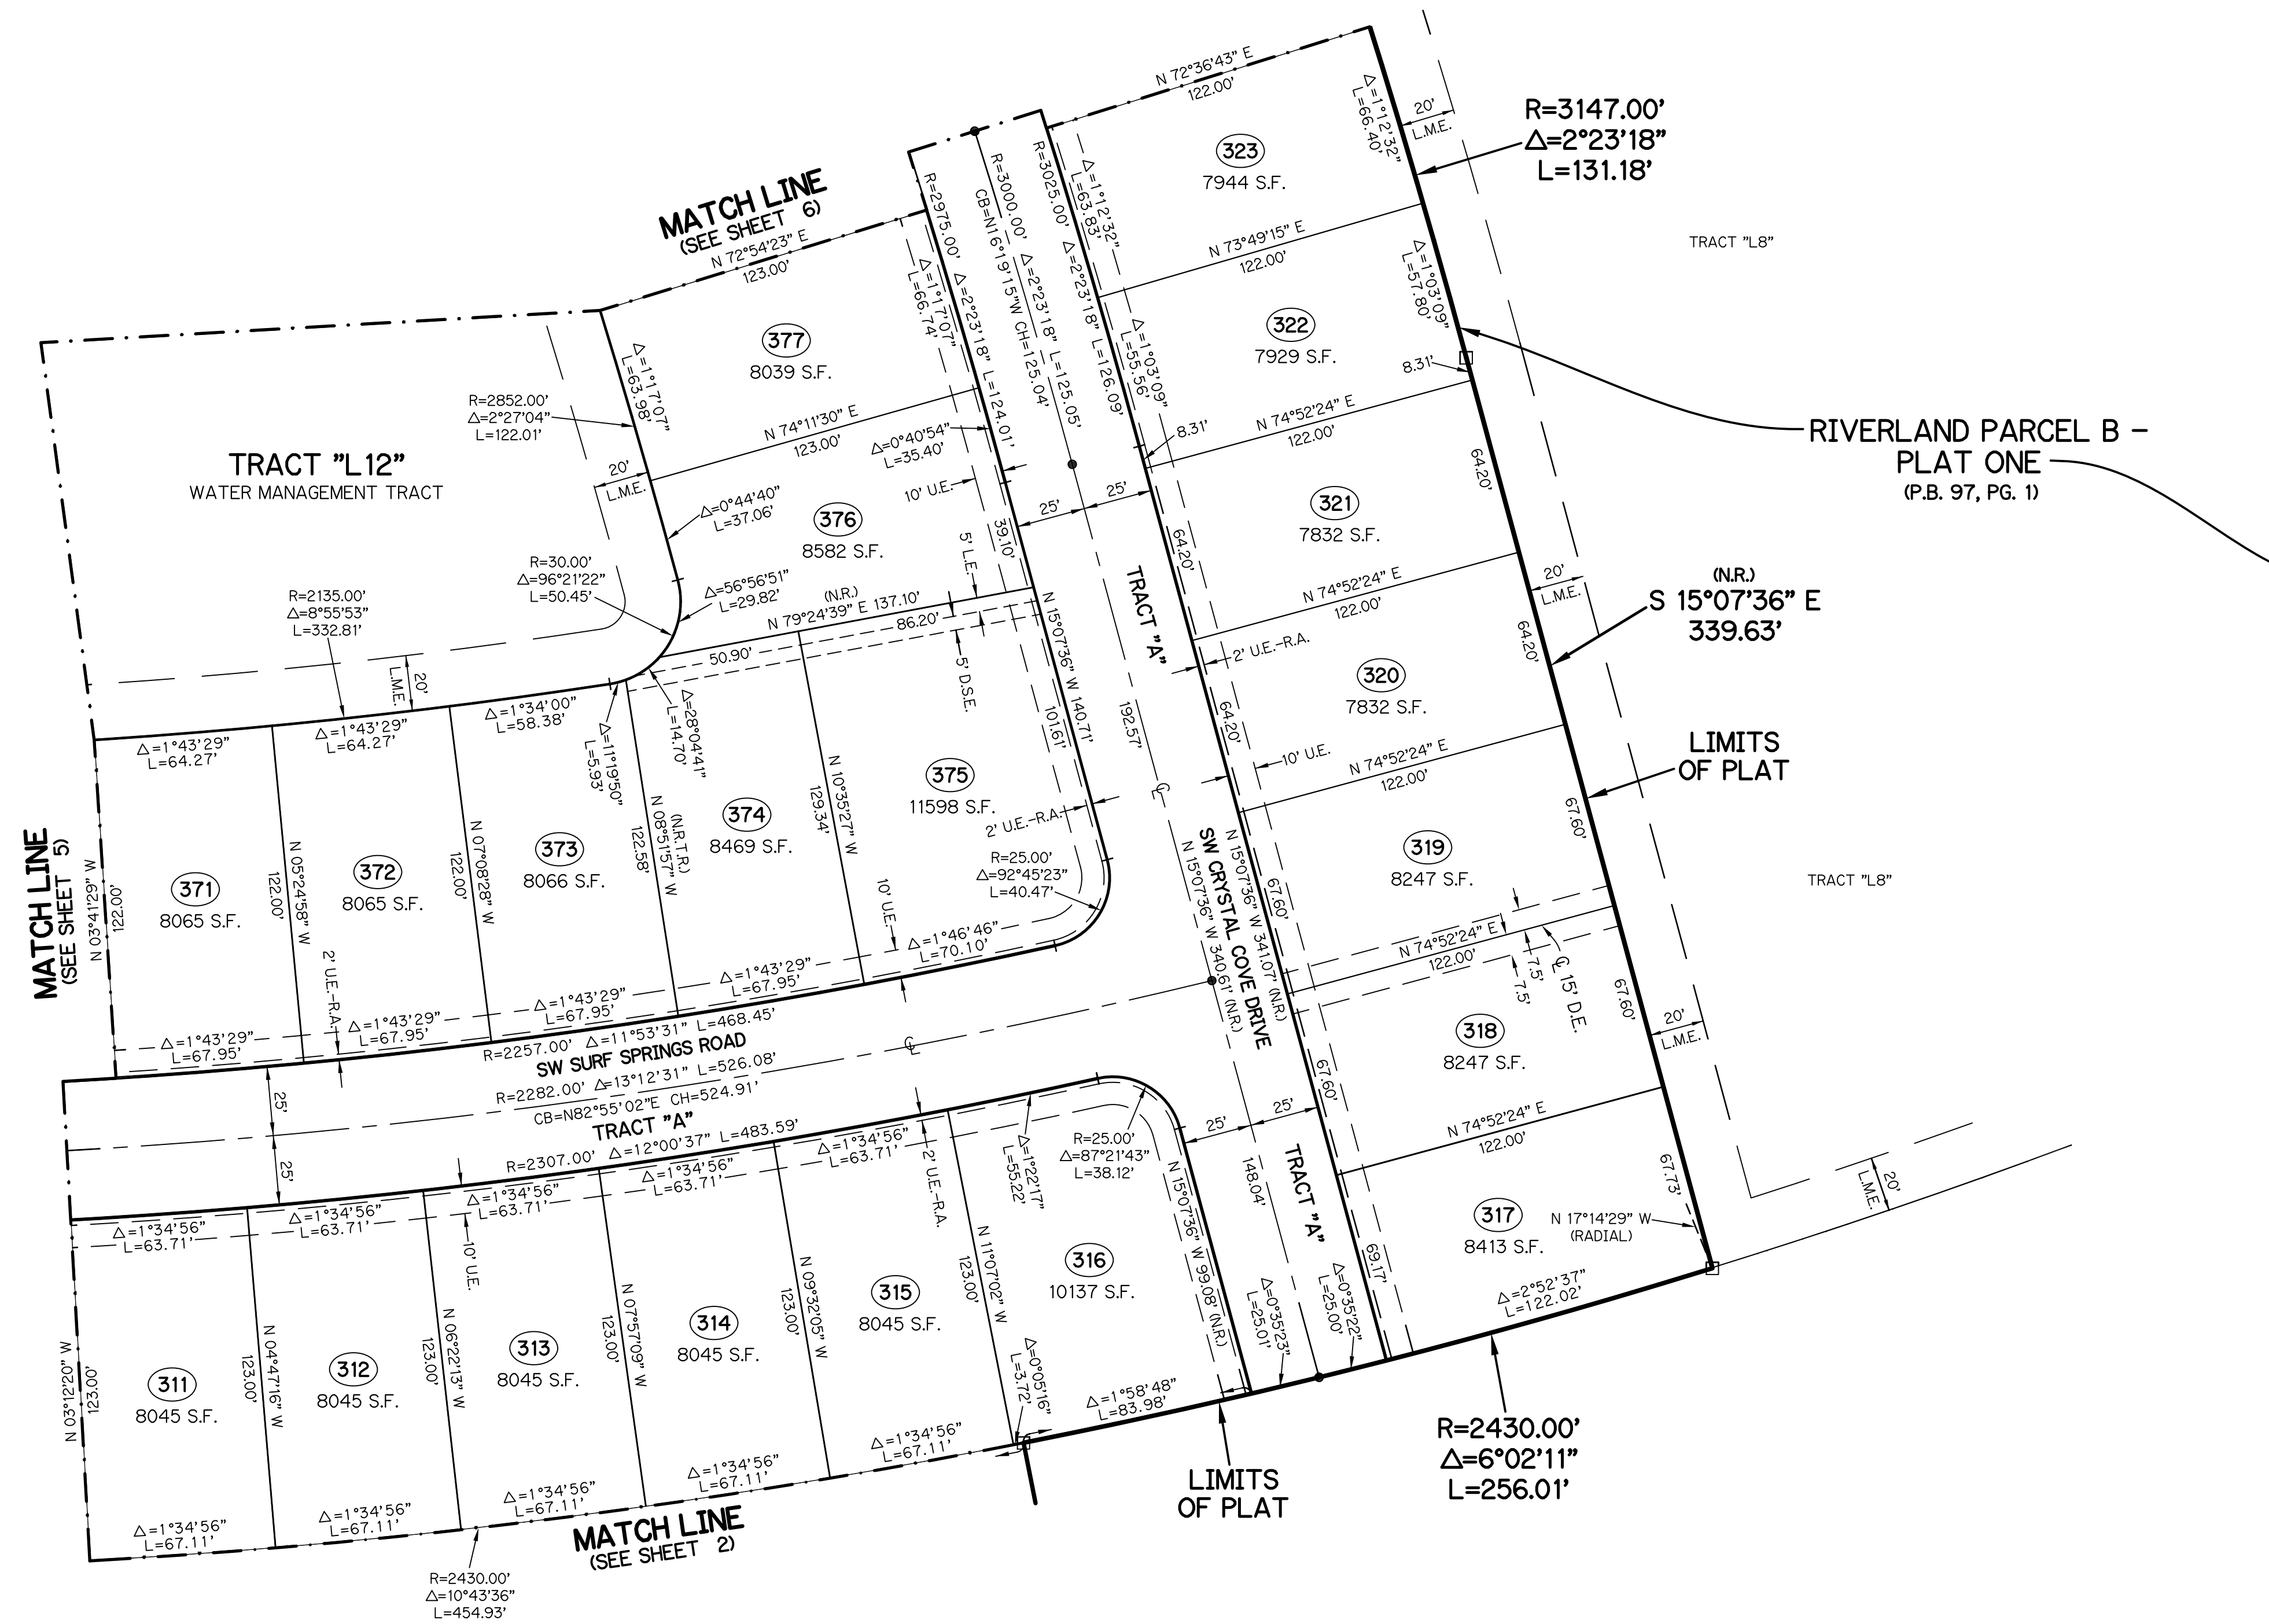 N 72°36'43" E
122.00'
Δ=1°12'32"
L=66.40'
20'
L.M.E.
R=3147.00'
Δ=2°23'18"
L=131.18'
323
7944 S.F.
R=2975.00' Δ=2°23'18" L=124.01'
R=3000.00' Δ=2°23'18" L=125.05'
CB=N16°19'15"W CH=125.04'
R=3025.00' Δ=2°23'18" L=126.09'
Δ=1°12'32"
L=63.83'
MATCH LINE
(SEE SHEET 6)
N 72°54'23" E
123.00'
N 73°49'15" E
122.00'
TRACT "L8"
Δ=1°03'09"
L=57.80'
Δ=1°17'07"
L=66.74'
377
8039 S.F.
322
7929 S.F.
Δ=1°03'09"
L=55.56'
8.31'
Δ=1°17'07"
L=63.98'
R=2852.00'
Δ=2°27'04"
L=122.01'
N 74°11'30" E
123.00'
N 74°52'24" E
122.00'
8.31'
RIVERLAND PARCEL B -
PLAT ONE
(P.B. 97, PG. 1)
Δ=0°40'54"
L=35.40'
TRACT "L12"
WATER MANAGEMENT TRACT
20'
L.M.E.
10' U.E.
25'
25'
64.20'
321
7832 S.F.
Δ=0°44'40"
L=37.06'
376
8582 S.F.
39.10'
5' L.E.
64.20'
R=30.00'
Δ=96°21'22"
L=50.45'
Δ=56°56'51"
L=29.82'
(N.R.)
N 79°24'39" E 137.10'
86.20'
50.90'
5' D.S.E.
TRACT "A"
N 74°52'24" E
122.00'
20'
L.M.E.
(N.R.)
S 15°07'36" E
339.63'
R=2135.00'
Δ=8°55'53"
L=332.81'
20'
L.M.E.
N 15°07'36" W 140.71'
101.61'
192.57'
2' U.E.-R.A.
64.20'
64.20'
320
7832 S.F.
Δ=1°43'29"
L=64.27'
Δ=1°43'29"
L=64.27'
Δ=1°34'00"
L=58.38'
Δ=11°19'50"
L=5.93'
Δ=28°04'41"
L=14.70'
10' U.E.
N 74°52'24" E
122.00'
LIMITS
OF PLAT
375
11598 S.F.
N 10°35'27" W
129.34'
374
8469 S.F.
(N.R.T.R.)
N 08°51'57" W
122.58'
373
8066 S.F.
N 07°08'28" W
122.00'
372
8065 S.F.
N 05°24'58" W
122.00'
371
8065 S.F.
N 03°41'29" W
122.00'
MATCH LINE
(SEE SHEET 5)
2' U.E.-R.A.
R=25.00'
Δ=92°45'23"
L=40.47'
SW CRYSTAL COVE DRIVE
N 15°07'36" W 340.61' (N.R.)
N 15°07'36" W 341.07' (N.R.)
67.60'
67.60'
319
8247 S.F.
TRACT "L8"
N 74°52'24" E
122.00'
7.5'
7.5'
℄ 15' D.E.
10' U.E.
2' U.E.-R.A.
Δ=1°46'46"
L=70.10'
Δ=1°43'29"
L=67.95'
Δ=1°43'29"
L=67.95'
Δ=1°43'29"
L=67.95'
Δ=1°43'29"
L=67.95'
R=2257.00' Δ=11°53'31" L=468.45'
SW SURF SPRINGS ROAD
R=2282.00' Δ=13°12'31" L=526.08'
CB=N82°55'02"E CH=524.91'
TRACT "A"
R=2307.00' Δ=12°00'37" L=483.59'
℄
℄
25'
25'
67.60'
67.60'
318
8247 S.F.
20'
L.M.E.
25'
25'
N 74°52'24" E
122.00'
Δ=1°34'56"
L=63.71'
Δ=1°34'56"
L=63.71'
Δ=1°34'56"
L=63.71'
Δ=1°34'56"
L=63.71'
Δ=1°34'56"
L=63.71'
2' U.E.-R.A.
10' U.E.
Δ=1°22'17"
L=55.22'
R=25.00'
Δ=87°21'43"
L=38.12'
N 15°07'36" W 99.08' (N.R.)
148.04'
TRACT "A"
69.17'
67.73'
317
8413 S.F.
N 17°14'29" W
(RADIAL)
20'
L.M.E.
316
10137 S.F.
N 11°07'02" W
123.00'
315
8045 S.F.
N 09°32'05" W
123.00'
314
8045 S.F.
N 07°57'09" W
123.00'
313
8045 S.F.
N 06°22'13" W
123.00'
312
8045 S.F.
N 04°47'16" W
123.00'
311
8045 S.F.
N 03°12'20" W
123.00'
Δ=0°35'23"
L=25.01'
Δ=0°35'22"
L=25.00'
Δ=2°52'37"
L=122.02'
Δ=0°05'16"
L=3.72'
Δ=1°58'48"
L=83.98'
Δ=1°34'56"
L=67.11'
Δ=1°34'56"
L=67.11'
Δ=1°34'56"
L=67.11'
Δ=1°34'56"
L=67.11'
Δ=1°34'56"
L=67.11'
R=2430.00'
Δ=6°02'11"
L=256.01'
LIMITS
OF PLAT
MATCH LINE
(SEE SHEET 2)
R=2430.00'
Δ=10°43'36"
L=454.93'